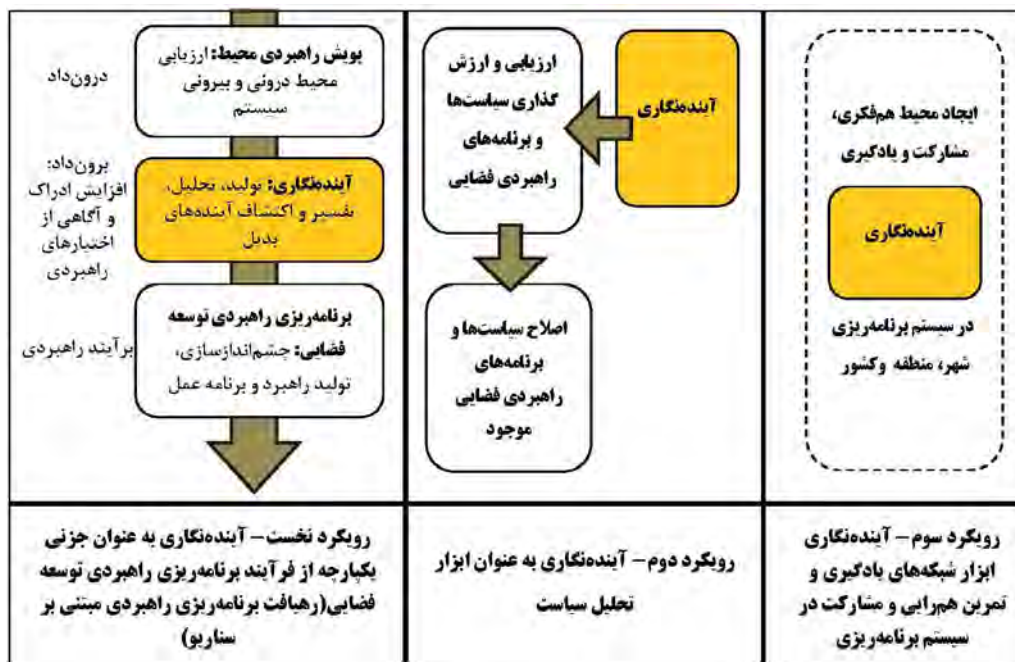 درون‌داد
پویش راهبردی محیط: ارزیابی
محیط درونی و بیرونی
سیستم
برون‌داد:
افزایش ادراک
و آگاهی از
اختیارهای
راهبردی
آینده‌نگاری: تولید، تحلیل،
تفسیر و اکتشاف آینده‌های
بدیل
برآیند راهبردی
برنامه‌ریزی راهبردی توسعه
فضایی: چشم‌اندازسازی،
تولید راهبرد و برنامه عمل
رویکرد نخست – آینده‌نگاری به عنوان جزئی
یکپارچه از فرآیند برنامه‌ریزی راهبردی توسعه
فضایی(رهیافت برنامه‌ریزی راهبردی مبتنی بر
سناریو)
آینده‌نگاری
ارزیابی و ارزش
گذاری سیاست‌ها
و برنامه‌های
راهبردی فضایی
اصلاح سیاست‌ها و
برنامه‌های
راهبردی فضایی
موجود
رویکرد دوم – آینده‌نگاری به عنوان ابزار
تحلیل سیاست
ایجاد محیط هم‌فکری،
مشارکت و یادگیری
آینده‌نگاری
در سیستم برنامه‌ریزی
شهر، منطقه وکشور
رویکرد سوم – آینده‌نگاری
ابزار شبکه‌های یادگیری و
تمرین هم‌رایی و مشارکت در
سیستم برنامه‌ریزی